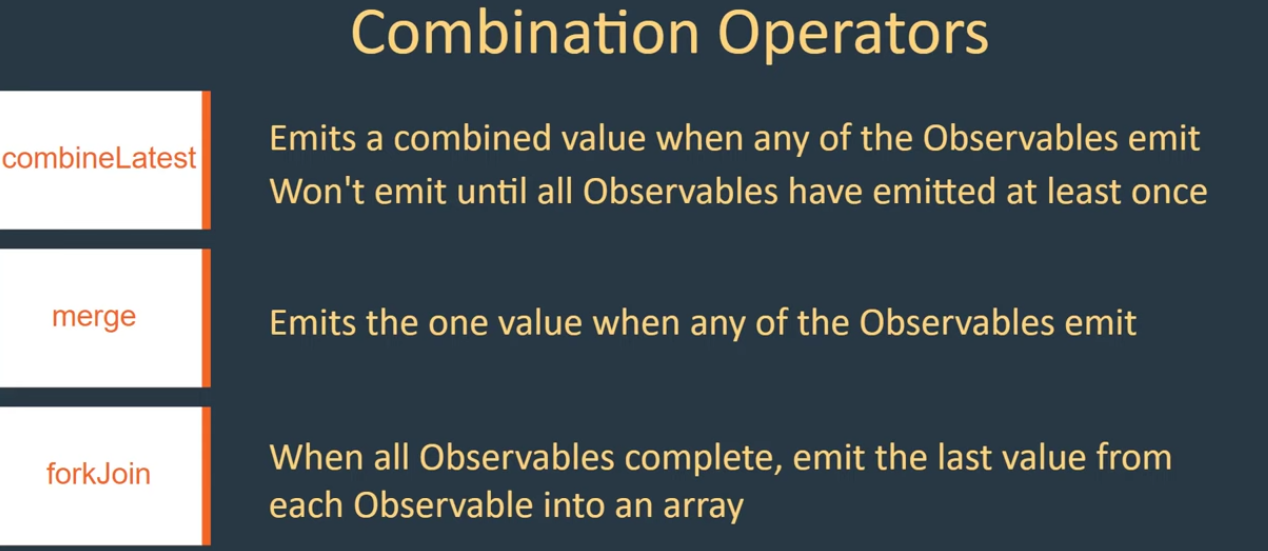 Combination Operators
combineLatest
Emits a combined value when any of the Observables emit
Won't emit until all Observables have emitted at least once
merge
Emits the one value when any of the Observables emit
forkJoin
When all Observables complete, emit the last value from
each Observable into an array